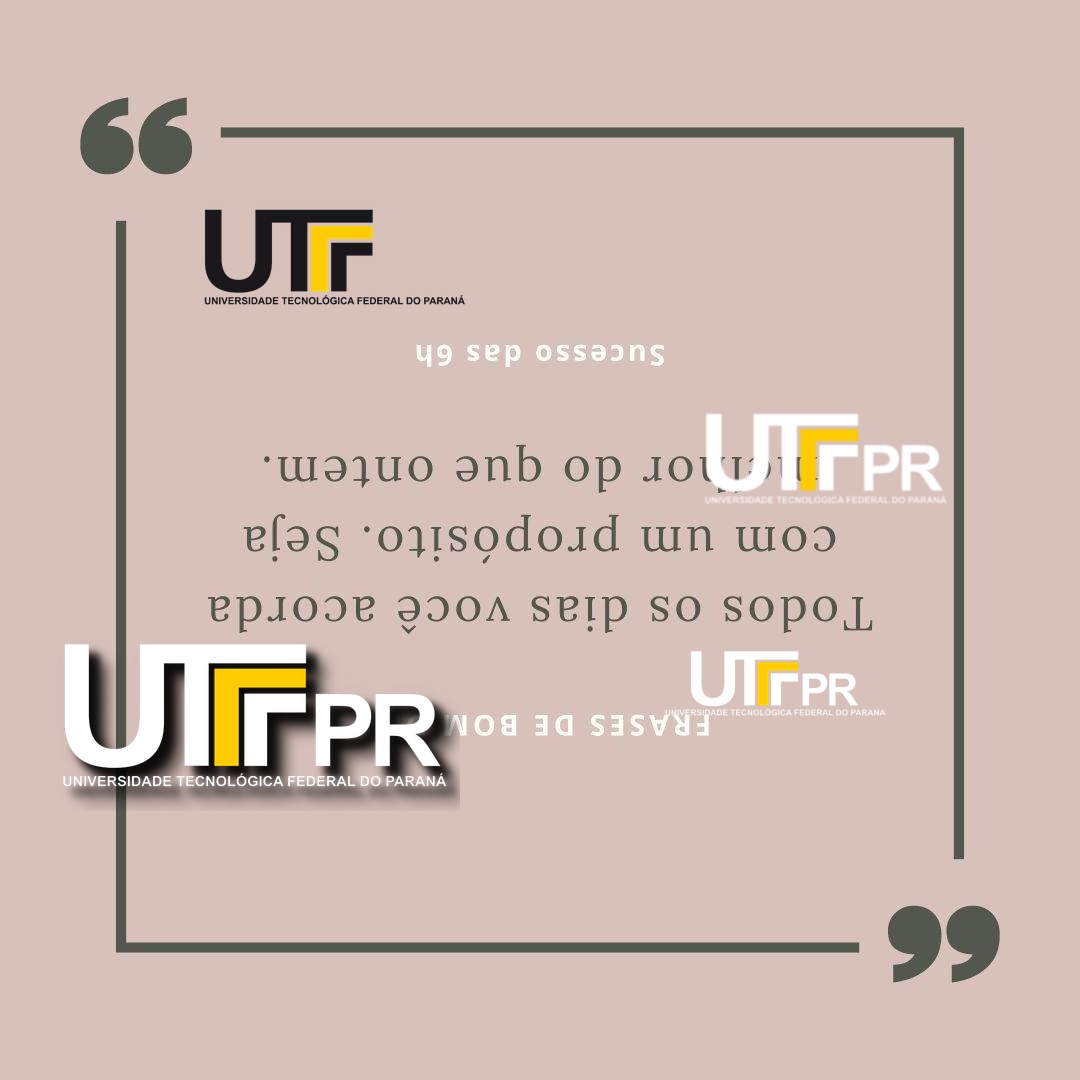 UTF
UNIVERSIDADE TECNOLÓGICA FEDERAL DO PARANÁ
FRASES DE BOM
Todos os dias você acorda
com um propósito. Seja
melhor do que ontem.
Sucesso das 6h
UTFPR
UNIVERSIDADE TECNOLÓGICA FEDERAL DO PARANÁ
UTFPR
UNIVERSIDADE TECNOLÓGICA FEDERAL DO PARANÁ
UTFPR
UNIVERSIDADE TECNOLÓGICA FEDERAL DO PARANÁ